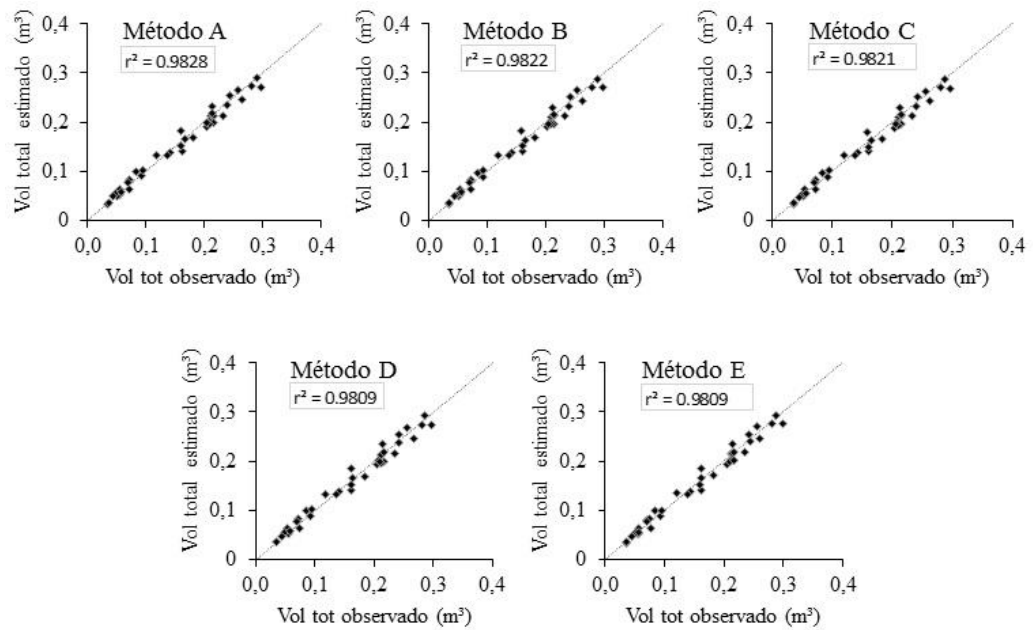 Método A
r² = 0.9828
Vol total estimado (m³)
0,4
0,3
0,2
0,1
0
0,0 0,1 0,2 0,3 0,4
Vol tot observado (m³)
Método B
r² = 0.9822
Vol total estimado (m³)
0,4
0,3
0,2
0,1
0
0,0 0,1 0,2 0,3 0,4
Vol tot observado (m³)
Método C
r² = 0.9821
Vol total estimado (m³)
0,4
0,3
0,2
0,1
0
0,0 0,1 0,2 0,3 0,4
Vol tot observado (m³)
Método D
r² = 0.9809
Vol total estimado (m³)
0,4
0,3
0,2
0,1
0
0,0 0,1 0,2 0,3 0,4
Vol tot observado (m³)
Método E
r² = 0.9809
Vol total estimado (m³)
0,4
0,3
0,2
0,1
0
0,0 0,1 0,2 0,3 0,4
Vol tot observado (m³)